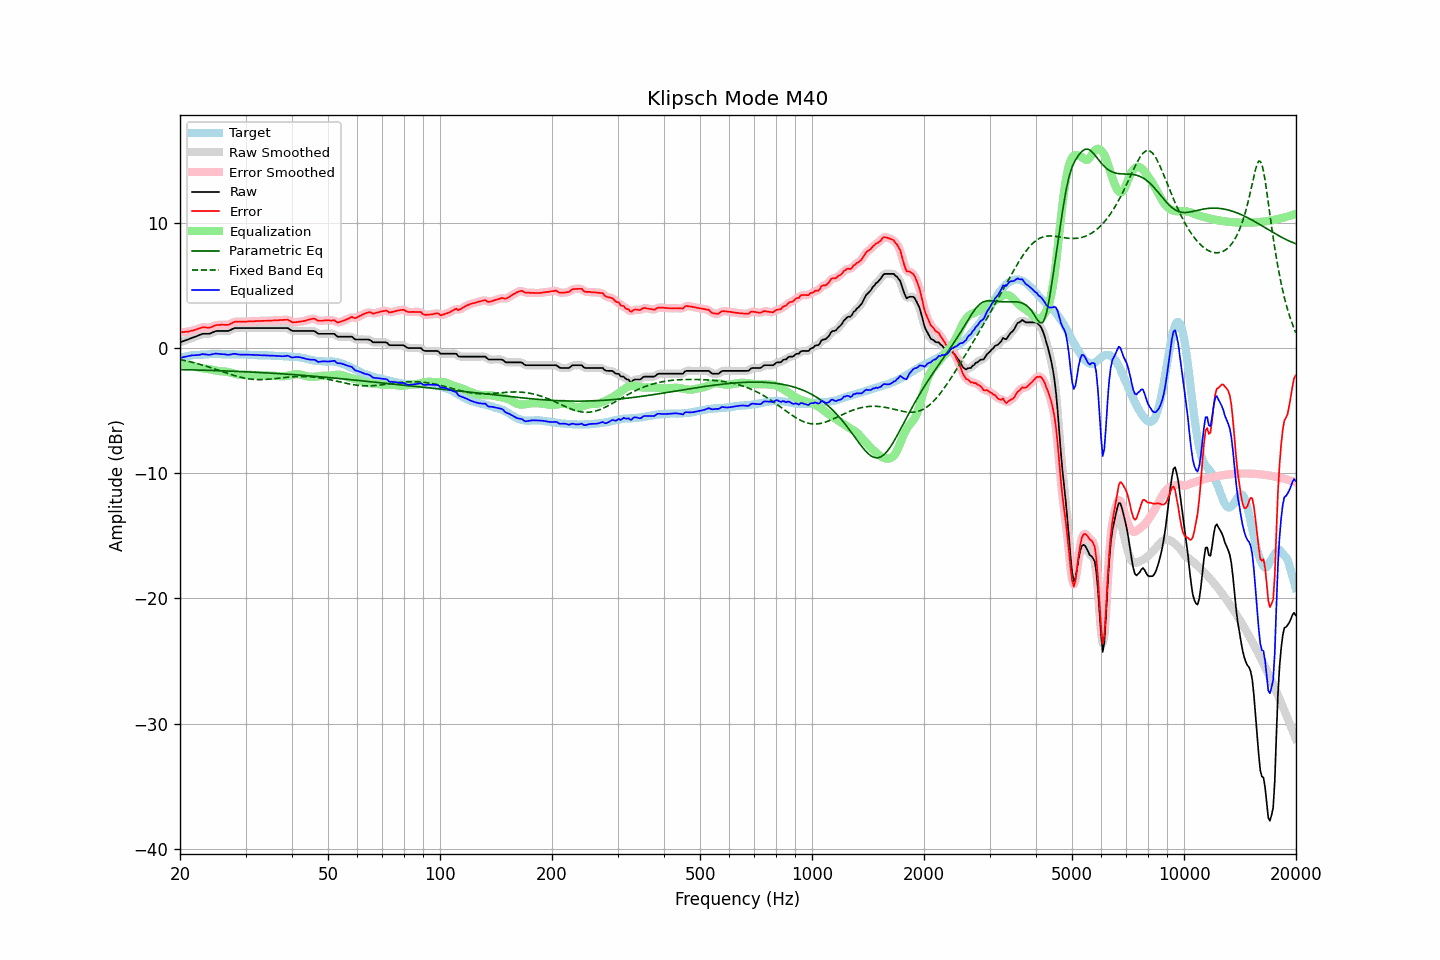 Klipsch Mode M40
Target
Raw Smoothed
Error Smoothed
Raw
Error
Equalization
Parametric Eq
Fixed Band Eq
Equalized
Amplitude (dBr)
10
0
−10
−20
−30
−40
20 50 100 200 500 1000 2000 5000 10000 20000
Frequency (Hz)